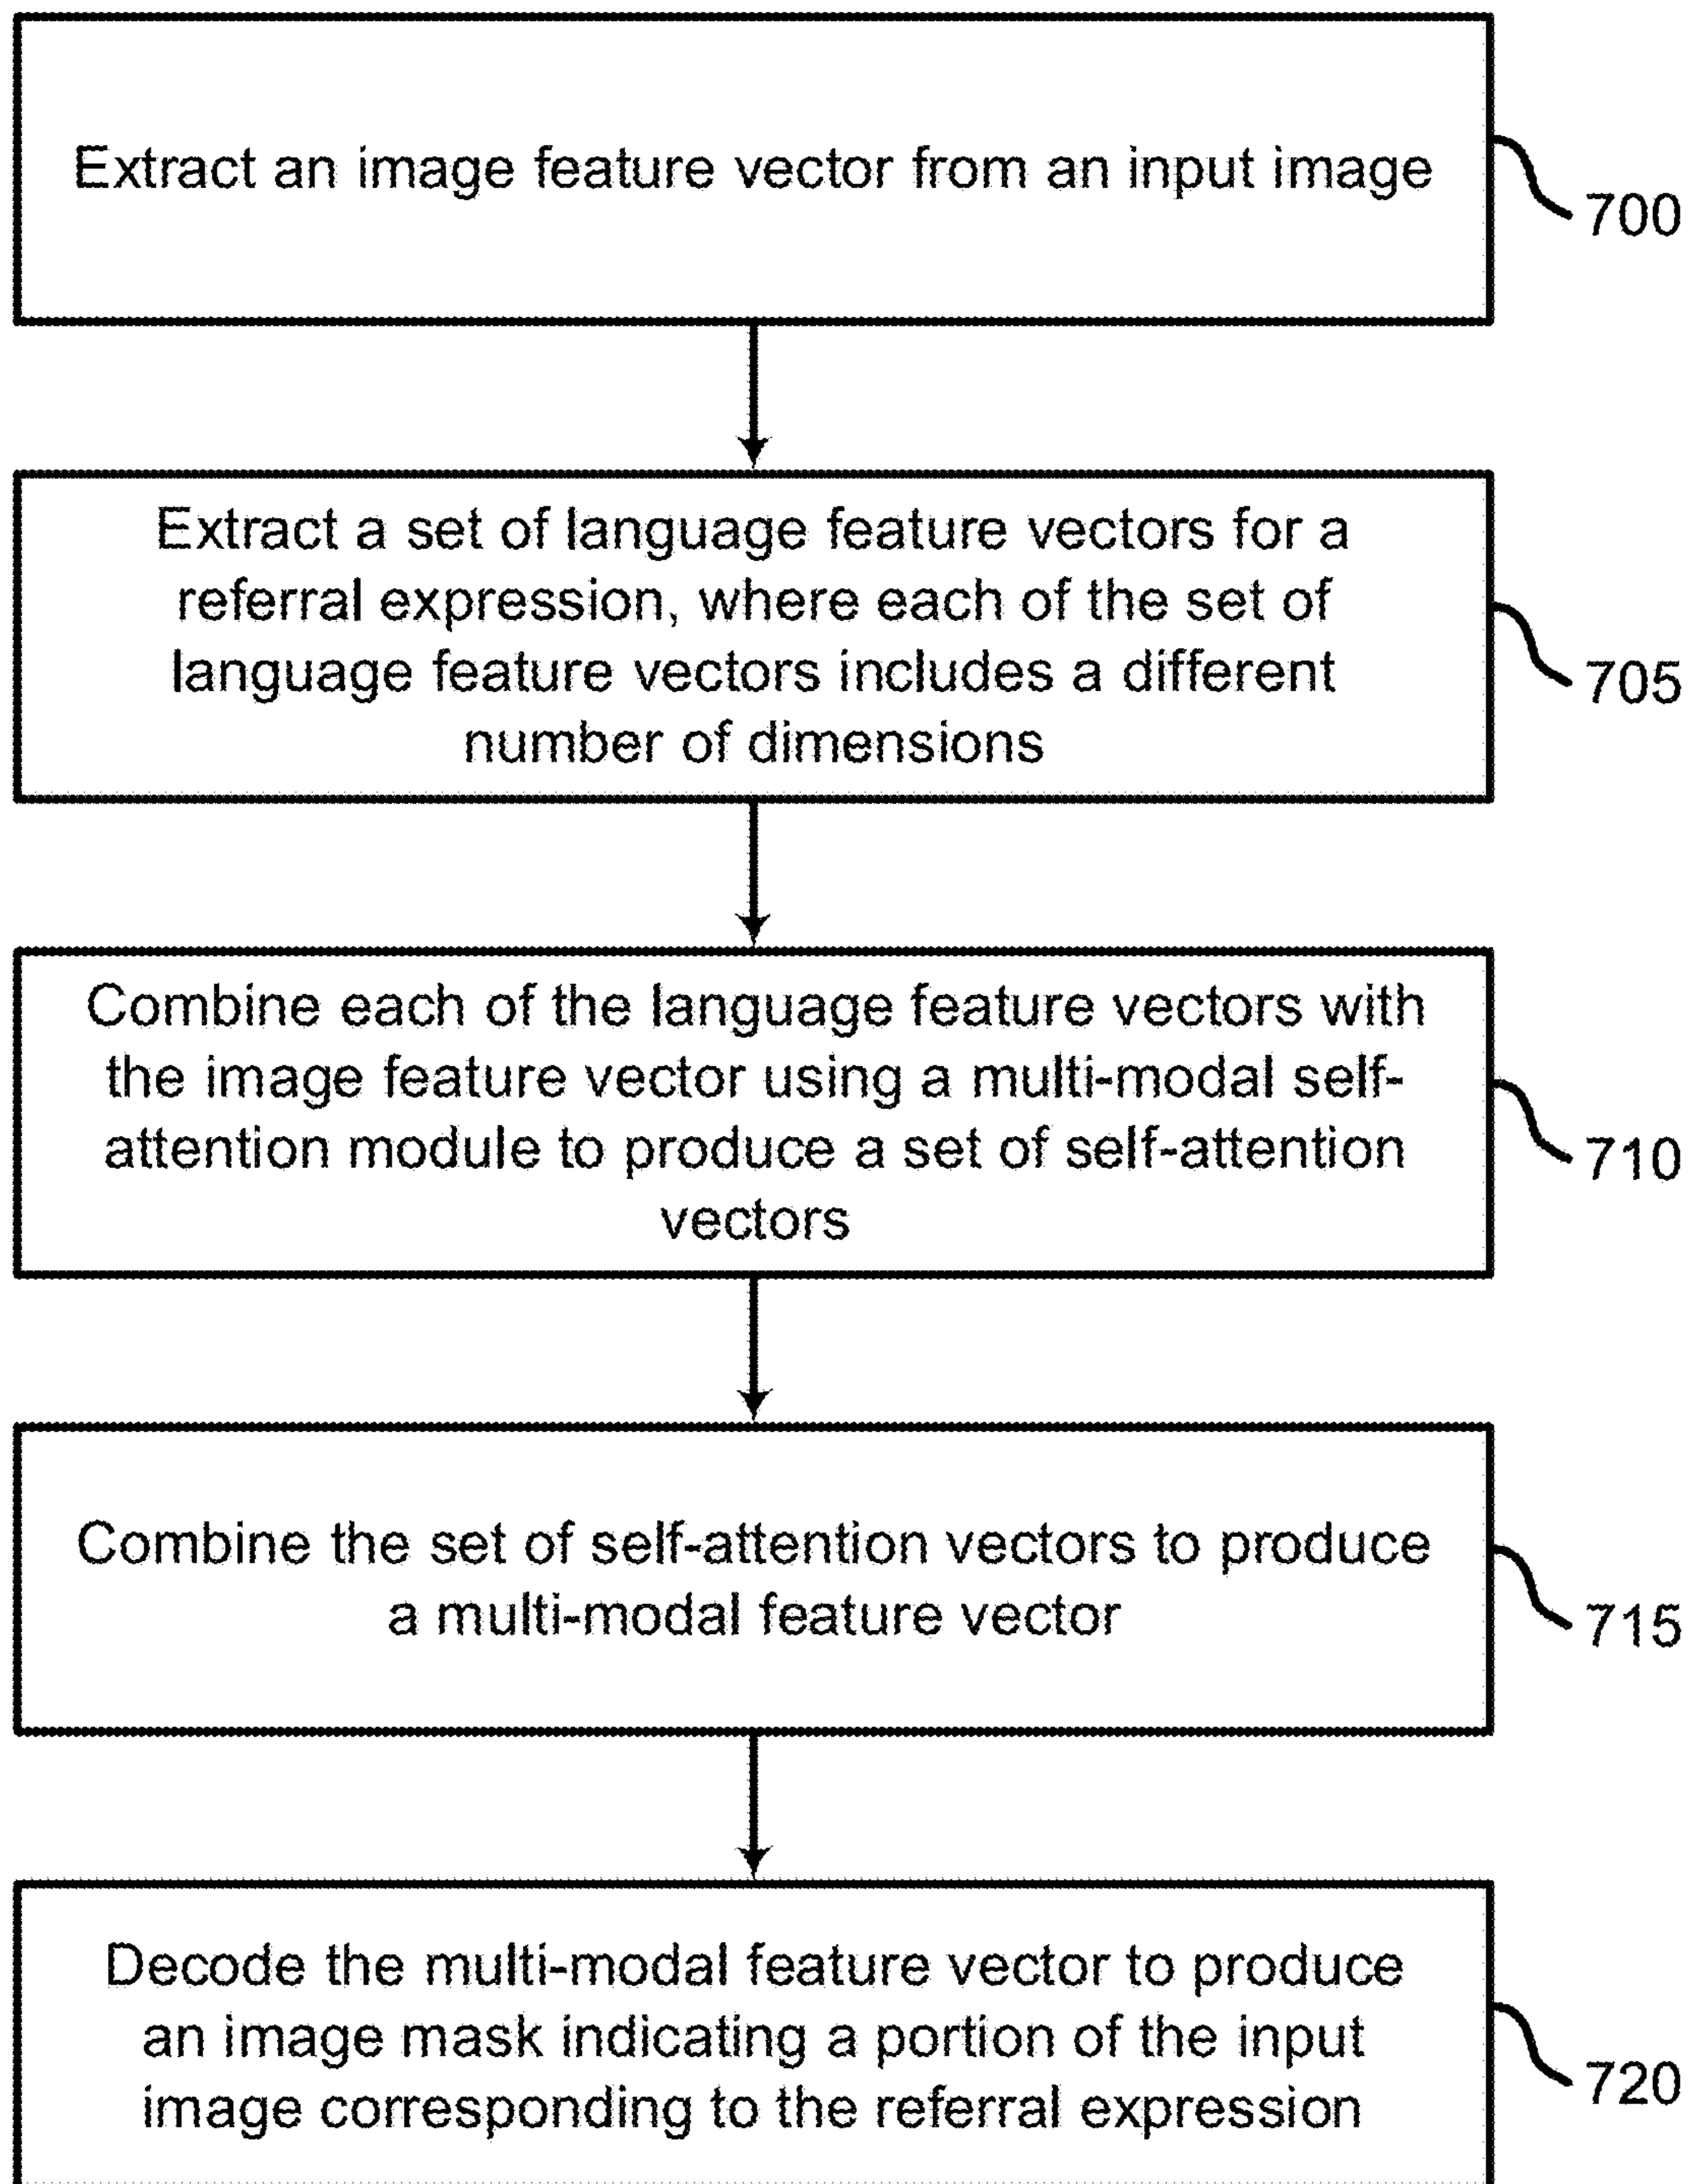 Extract an image feature vector from an input image
700
Extract a set of language feature vectors for a
referral expression, where each of the set of
language feature vectors includes a different
number of dimensions
705
Combine each of the language feature vectors with
the image feature vector using a multi-modal self-
attention module to produce a set of self-attention
vectors
710
Combine the set of self-attention vectors to produce
a multi-modal feature vector
715
Decode the multi-modal feature vector to produce
an image mask indicating a portion of the input
image corresponding to the referral expression
720